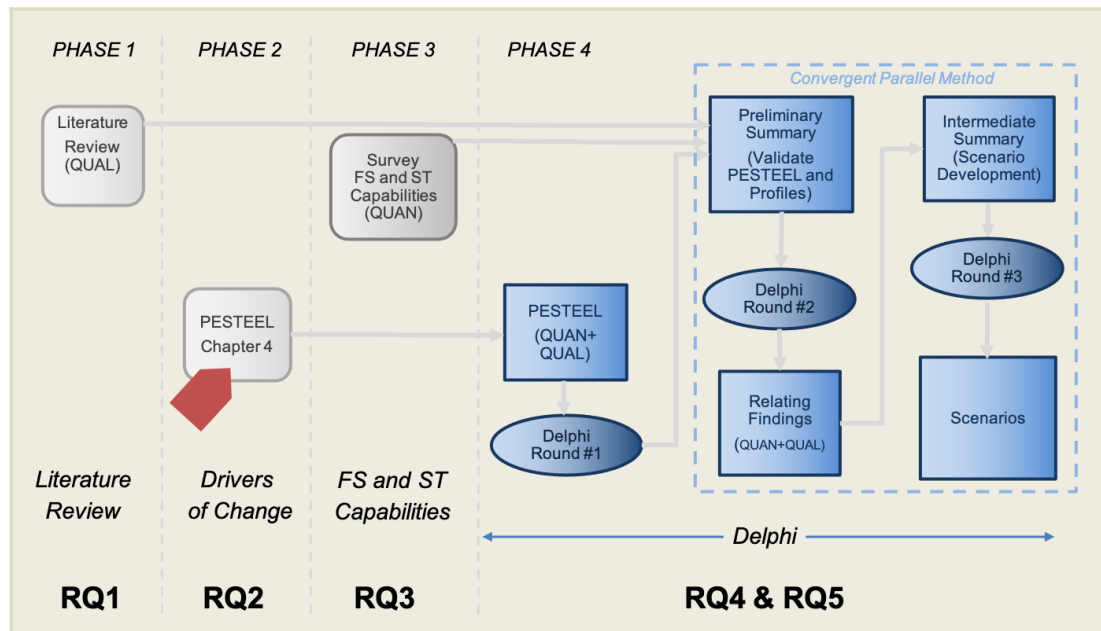 PHASE 1
PHASE 2
PHASE 3
PHASE 4
Convergent Parallel Method
Literature
Review
(QUAL)
Survey
FS and ST
Capabilities
(QUAN)
Preliminary
Summary
(Validate
PESTEEL and
Profiles)
Intermediate
Summary
(Scenario
Development)
PESTEEL
Chapter 4
PESTEEL
(QUAN+
QUAL)
Delphi
Round #1
Delphi
Round #2
Delphi
Round #3
Relating
Findings
(QUAN+QUAL)
Scenarios
Literature
Review
Drivers
of Change
FS and ST
Capabilities
Delphi
RQ1
RQ2
RQ3
RQ4 & RQ5